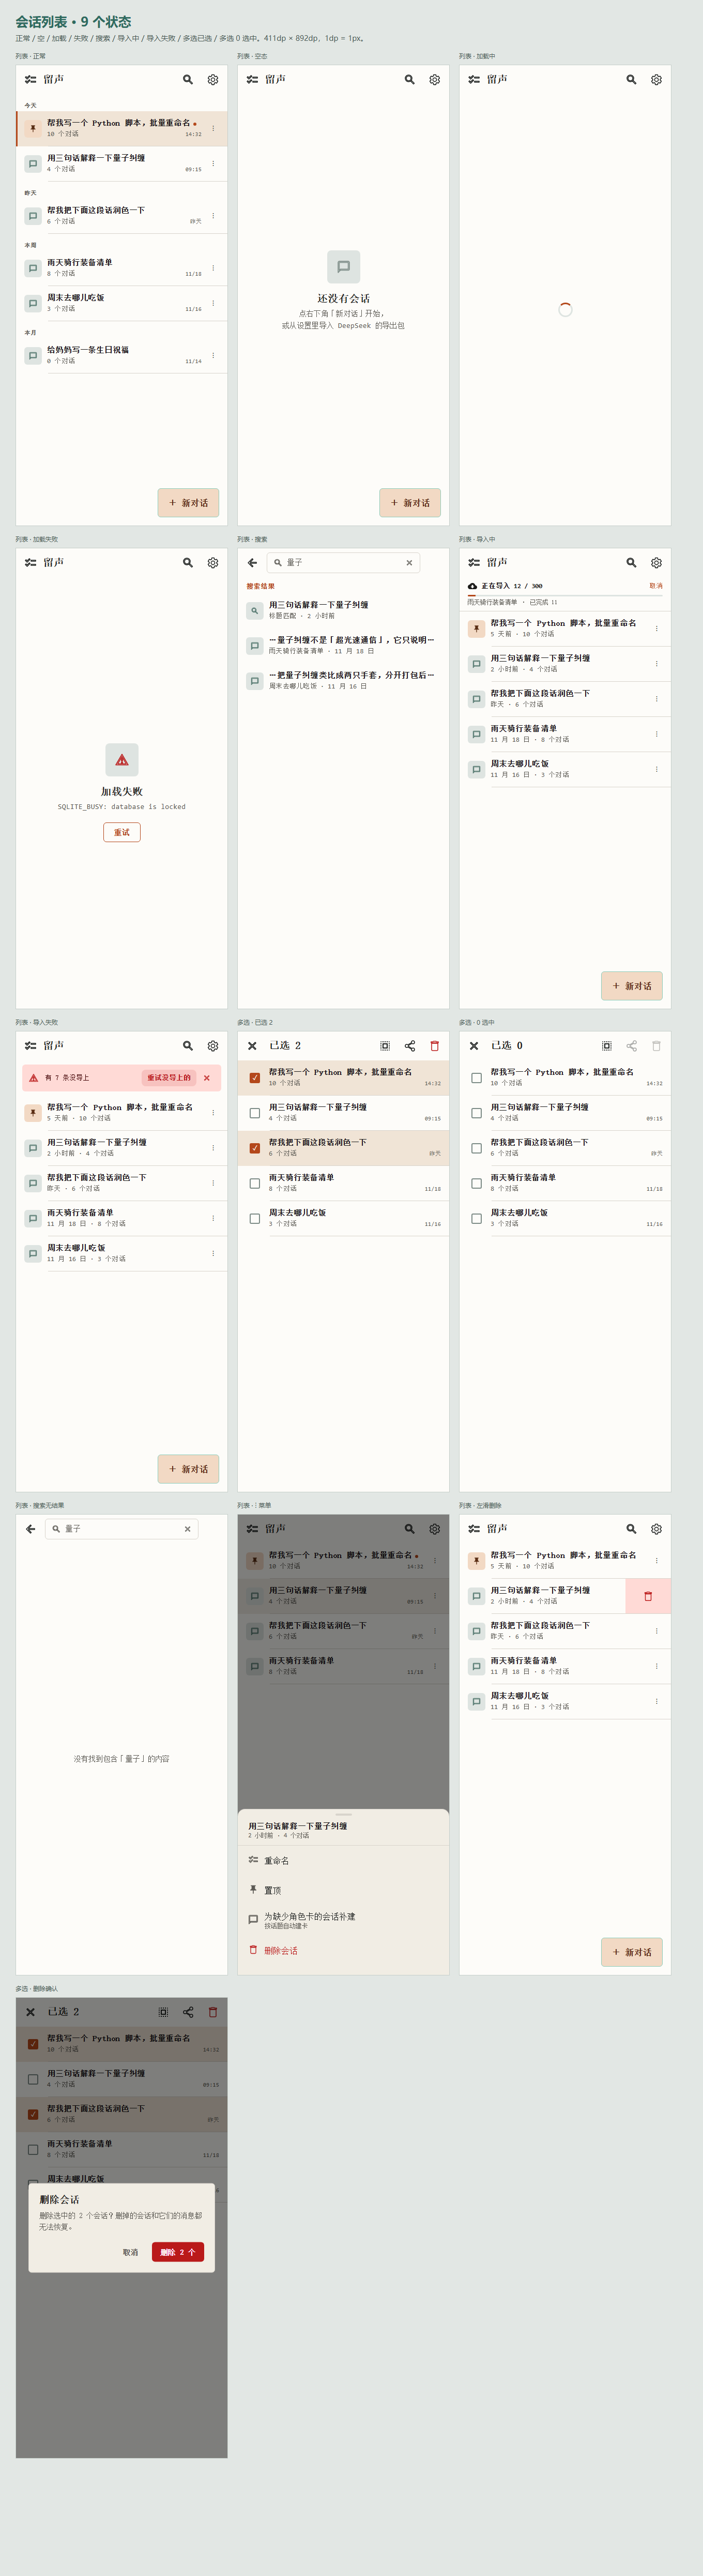 会话列表 · 9 个状态
正常 / 空 / 加载 / 失败 / 搜索 / 导入中 / 导入失败 / 多选已选 / 多选 0 选中。411dp × 892dp，1dp = 1px。
列表 · 正常
留声
今天
帮我写一个 Python 脚本，批量重命名
10 个对话
14:32
用三句话解释一下量子纠缠
4 个对话
09:15
昨天
帮我把下面这段话润色一下
6 个对话
昨天
本周
雨天骑行装备清单
8 个对话
11/18
周末去哪儿吃饭
3 个对话
11/16
本月
给妈妈写一条生日祝福
0 个对话
11/14
+ 新对话
列表 · 空态
留声
还没有会话
点右下角「新对话」开始，
或从设置里导入 DeepSeek 的导出包
+ 新对话
列表 · 加载中
留声
列表 · 加载失败
留声
加载失败
SQLITE_BUSY: database is locked
重试
列表 · 搜索
量子
搜索结果
用三句话解释一下量子纠缠
标题匹配 · 2 小时前
…量子纠缠不是「超光速通信」，它只说明…
雨天骑行装备清单 · 11 月 18 日
…把量子纠缠类比成两只手套，分开打包后…
周末去哪儿吃饭 · 11 月 16 日
列表 · 导入中
留声
正在导入 12 / 300
取消
雨天骑行装备清单 · 已完成 11
帮我写一个 Python 脚本，批量重命名
5 天前 · 10 个对话
用三句话解释一下量子纠缠
2 小时前 · 4 个对话
帮我把下面这段话润色一下
昨天 · 6 个对话
雨天骑行装备清单
11 月 18 日 · 8 个对话
周末去哪儿吃饭
11 月 16 日 · 3 个对话
+ 新对话
列表 · 导入失败
留声
有 7 条没导上
重试没导上的
帮我写一个 Python 脚本，批量重命名
5 天前 · 10 个对话
用三句话解释一下量子纠缠
2 小时前 · 4 个对话
帮我把下面这段话润色一下
昨天 · 6 个对话
雨天骑行装备清单
11 月 18 日 · 8 个对话
周末去哪儿吃饭
11 月 16 日 · 3 个对话
+ 新对话
多选 · 已选 2
已选 2
帮我写一个 Python 脚本，批量重命名
10 个对话
14:32
用三句话解释一下量子纠缠
4 个对话
09:15
帮我把下面这段话润色一下
6 个对话
昨天
雨天骑行装备清单
8 个对话
11/18
周末去哪儿吃饭
3 个对话
11/16
多选 · 0 选中
已选 0
帮我写一个 Python 脚本，批量重命名
10 个对话
14:32
用三句话解释一下量子纠缠
4 个对话
09:15
帮我把下面这段话润色一下
6 个对话
昨天
雨天骑行装备清单
8 个对话
11/18
周末去哪儿吃饭
3 个对话
11/16
列表 · 搜索无结果
量子
没有找到包含「量子」的内容
列表 · ⋮ 菜单
留声
帮我写一个 Python 脚本，批量重命名
10 个对话
14:32
用三句话解释一下量子纠缠
4 个对话
09:15
帮我把下面这段话润色一下
6 个对话
昨天
雨天骑行装备清单
8 个对话
11/18
用三句话解释一下量子纠缠
2 小时前 · 4 个对话
重命名
置顶
为缺少角色卡的会话补建
按话题自动建卡
删除会话
列表 · 左滑删除
留声
帮我写一个 Python 脚本，批量重命名
5 天前 · 10 个对话
用三句话解释一下量子纠缠
2 小时前 · 4 个对话
帮我把下面这段话润色一下
昨天 · 6 个对话
雨天骑行装备清单
11 月 18 日 · 8 个对话
周末去哪儿吃饭
11 月 16 日 · 3 个对话
+ 新对话
多选 · 删除确认
已选 2
帮我写一个 Python 脚本，批量重命名
10 个对话
14:32
用三句话解释一下量子纠缠
4 个对话
09:15
帮我把下面这段话润色一下
6 个对话
昨天
雨天骑行装备清单
8 个对话
11/18
周末去哪儿吃饭
删除会话
删除选中的 2 个会话？删掉的会话和它们的消息都
无法恢复。
取消
删除 2 个